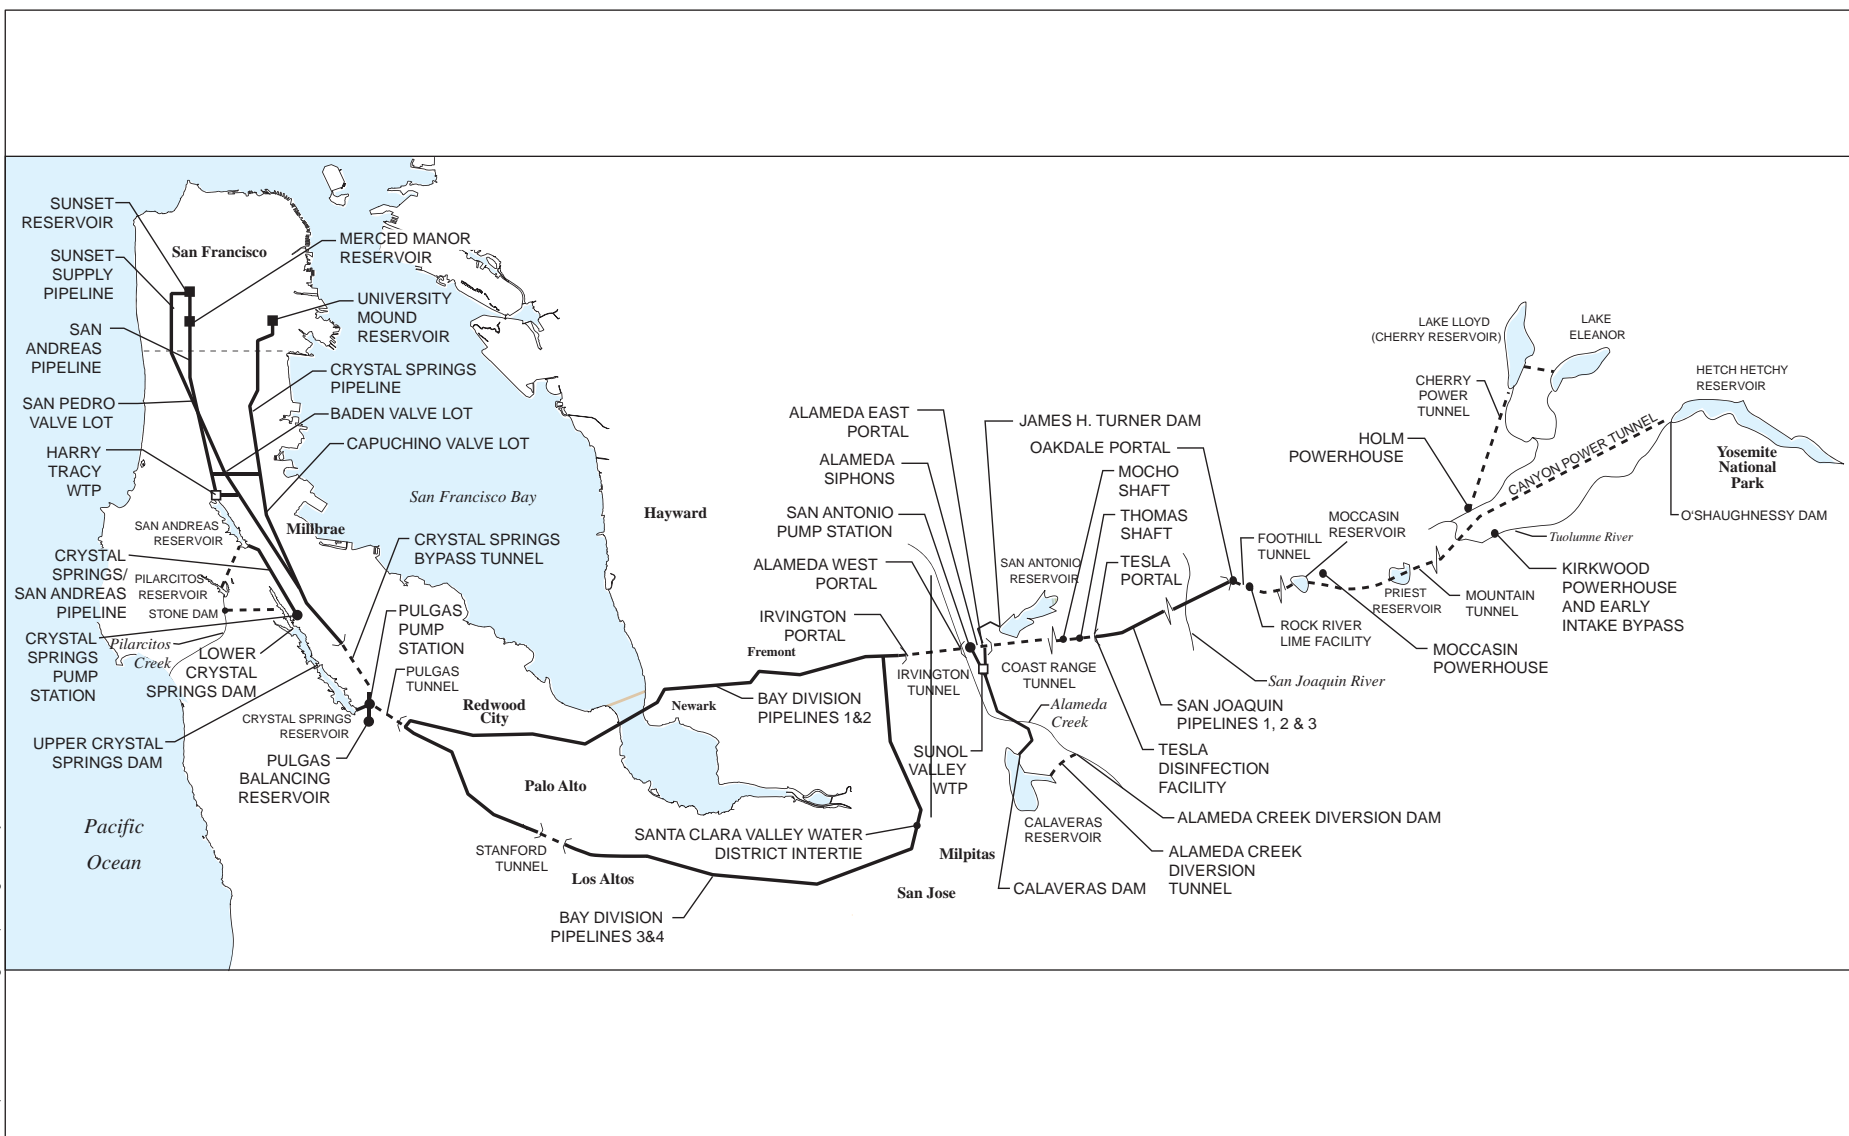 SUNSET
RESERVOIR
San Francisco
SUNSET
SUPPLY
PIPELINE
MERCED MANOR
RESERVOIR
UNIVERSITY
MOUND
RESERVOIR
SAN
ANDREAS
PIPELINE
CRYSTAL SPRINGS
PIPELINE
SAN PEDRO
VALVE LOT
BADEN VALVE LOT
CAPUCHINO VALVE LOT
HARRY
TRACY
WTP
San Francisco Bay
Millbrae
SAN ANDREAS
RESERVOIR
CRYSTAL SPRINGS
BYPASS TUNNEL
CRYSTAL
SPRINGS/
SAN ANDREAS
PIPELINE
PILARCITOS
RESERVOIR
STONE DAM
Pilarcitos
Creek
CRYSTAL
SPRINGS
PUMP
STATION
LOWER
CRYSTAL
SPRINGS DAM
PULGAS
PUMP
STATION
PULGAS
TUNNEL
CRYSTAL SPRINGS
RESERVOIR
UPPER CRYSTAL
SPRINGS DAM
PULGAS
BALANCING
RESERVOIR
Redwood
City
Palo Alto
Pacific
Ocean
STANFORD
TUNNEL
Los Altos
BAY DIVISION
PIPELINES 3&4
Hayward
Fremont
Newark
BAY DIVISION
PIPELINES 1&2
SANTA CLARA VALLEY WATER
DISTRICT INTERTIE
Milpitas
San Jose
ALAMEDA EAST
PORTAL
ALAMEDA
SIPHONS
SAN ANTONIO
PUMP STATION
ALAMEDA WEST
PORTAL
IRVINGTON
PORTAL
IRVINGTON
TUNNEL
SUNOL
VALLEY
WTP
JAMES H. TURNER DAM
OAKDALE PORTAL
MOCHO
SHAFT
THOMAS
SHAFT
TESLA
PORTAL
SAN ANTONIO
RESERVOIR
COAST RANGE
TUNNEL
Alameda
Creek
SAN JOAQUIN
PIPELINES 1, 2 & 3
San Joaquin River
TESLA
DISINFECTION
FACILITY
CALAVERAS
RESERVOIR
ALAMEDA CREEK DIVERSION DAM
ALAMEDA CREEK
DIVERSION
TUNNEL
CALAVERAS DAM
FOOTHILL
TUNNEL
MOCCASIN
RESERVOIR
ROCK RIVER
LIME FACILITY
PRIEST
RESERVOIR
MOUNTAIN
TUNNEL
MOCCASIN
POWERHOUSE
LAKE LLOYD
(CHERRY RESERVOIR)
LAKE
ELEANOR
CHERRY
POWER
TUNNEL
HOLM
POWERHOUSE
CANYON POWER TUNNEL
HETCH HETCHY
RESERVOIR
Yosemite
National
Park
O'SHAUGHNESSY DAM
Tuolumne River
KIRKWOOD
POWERHOUSE
AND EARLY
INTAKE BYPASS